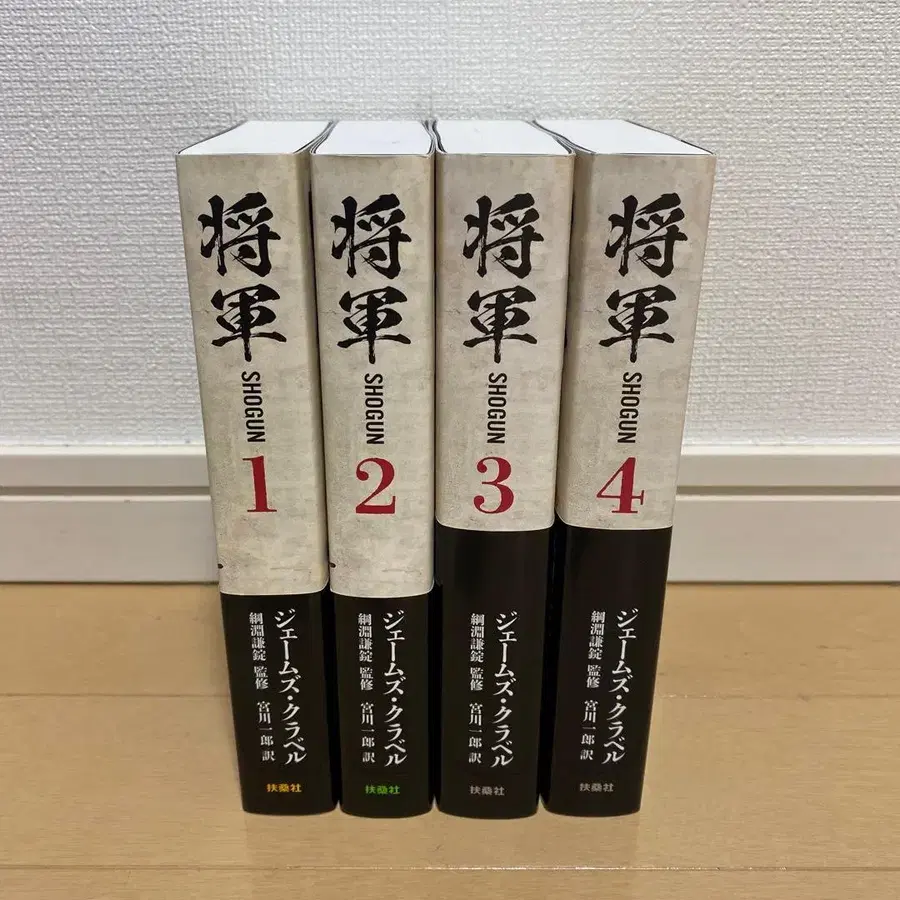 将軍
SHOGUN
1
ジェームズ・クラベル
綱淵謙錠 監修 宮川一郎 訳
扶桑社
将軍
SHOGUN
2
ジェームズ・クラベル
綱淵謙錠 監修 宮川一郎 訳
扶桑社
将軍
SHOGUN
3
ジェームズ・クラベル
綱淵謙錠 監修 宮川一郎 訳
扶桑社
将軍
SHOGUN
4
ジェームズ・クラベル
綱淵謙錠 監修 宮川一郎 訳
扶桑社